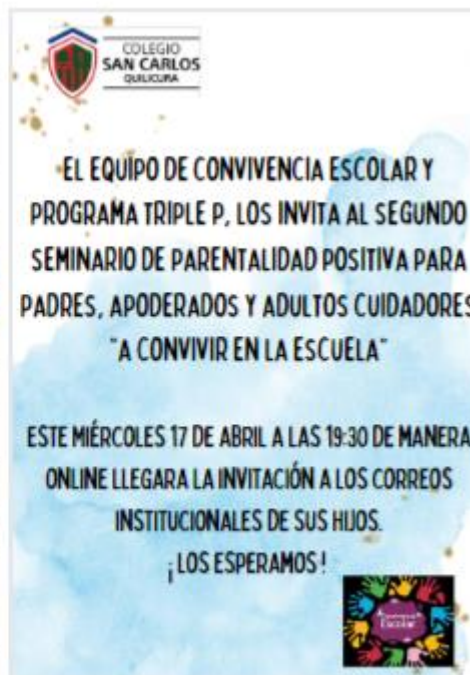 COLEGIO
SAN CARLOS
QUILICURA
EL EQUIPO DE CONVIVENCIA ESCOLAR Y
PROGRAMA TRIPLE P, LOS INVITA AL SEGUNDO
SEMINARIO DE PARENTALIDAD POSITIVA PARA
PADRES, APODERADOS Y ADULTOS CUIDADORES
"A CONVIVIR EN LA ESCUELA"
ESTE MIÉRCOLES 17 DE ABRIL A LAS 19:30 DE MANERA
ONLINE LLEGARA LA INVITACIÓN A LOS CORREOS
INSTITUCIONALES DE SUS HIJOS.
¡LOS ESPERAMOS!
Convivencia
Escolar